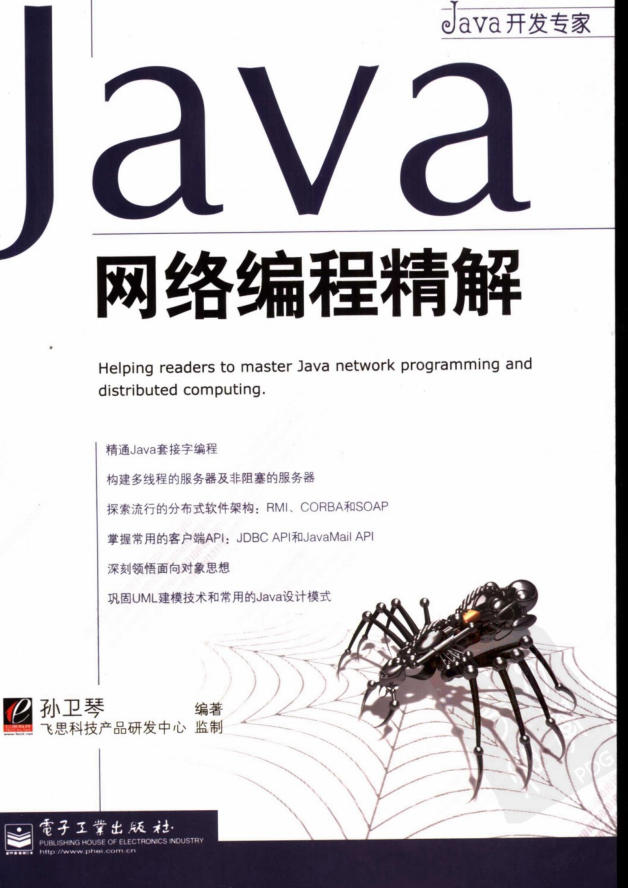 Java开发专家
Java
网络编程精解
Helping readers to master Java network programming and
distributed computing.
精通Java套接字编程
构建多线程的服务器及非阻塞的服务器
探索流行的分布式软件架构：RMI、CORBA和SOAP
掌握常用的客户端API：JDBC API和JavaMail API
深刻领悟面向对象思想
巩固UML建模技术和常用的Java设计模式
孙卫琴 编著
飞思科技产品研发中心 监制
電子工業出版社
PUBLISHING HOUSE OF ELECTRONICS INDUSTRY
http://www.phei.com.cn
PDG